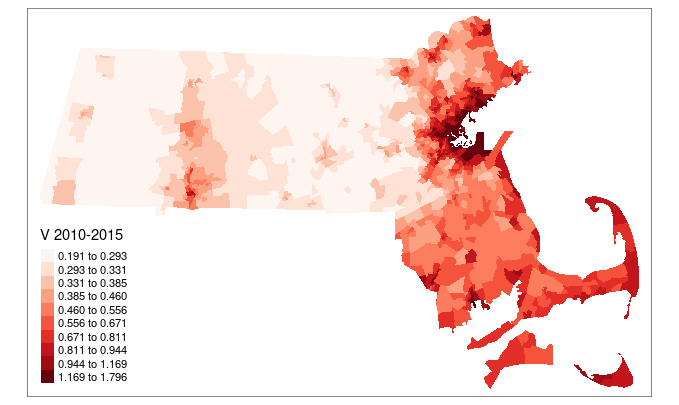 V 2010-2015
0.191 to 0.293
0.293 to 0.331
0.331 to 0.385
0.385 to 0.460
0.460 to 0.556
0.556 to 0.671
0.671 to 0.811
0.811 to 0.944
0.944 to 1.169
1.169 to 1.796